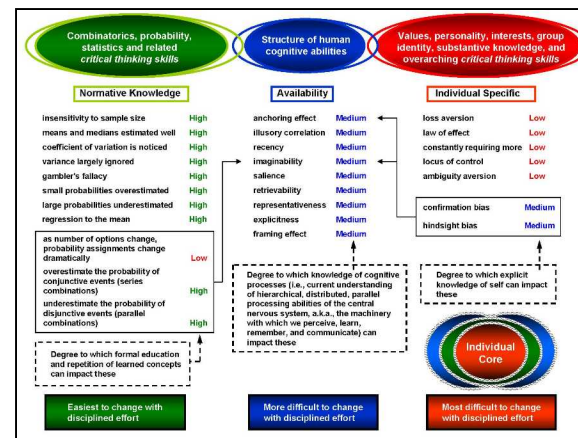 Combinatorics, probability,
statistics and related
critical thinking skills
Structure of human
cognitive abilities
Values, personality, interests, group
identity, substantive knowledge, and
overarching critical thinking skills
Normative Knowledge
insensitivity to sample size High
means and medians estimated well High
coefficient of variation is noticed High
variance largely ignored High
gambler's fallacy High
small probabilities overestimated High
large probabilities underestimated High
regression to the mean High
as number of options change,
probability assignments change
dramatically Low
overestimate the probability of
conjunctive events (series
combinations) High
underestimate the probability of
disjunctive events (parallel
combinations) High
Degree to which formal education
and repetition of learned concepts
can impact these
Easiest to change with
disciplined effort
Availability
anchoring effect Medium
illusory correlation Medium
recency Medium
imaginability Medium
salience Medium
retrievability Medium
representativeness Medium
explicitness Medium
framing effect Medium
Degree to which knowledge of cognitive
processes (i.e., current understanding
of hierarchical, distributed, parallel
processing abilities of the central
nervous system, a.k.a., the machinery
with which we perceive, learn,
remember, and communicate) can
impact these
More difficult to change
with disciplined effort
Individual Specific
loss aversion Low
law of effect Low
constantly requiring more Low
locus of control Low
ambiguity aversion Low
confirmation bias Medium
hindsight bias Medium
Degree to which explicit
knowledge of self can impact
these
Individual
Core
Most difficult to change with
disciplined effort